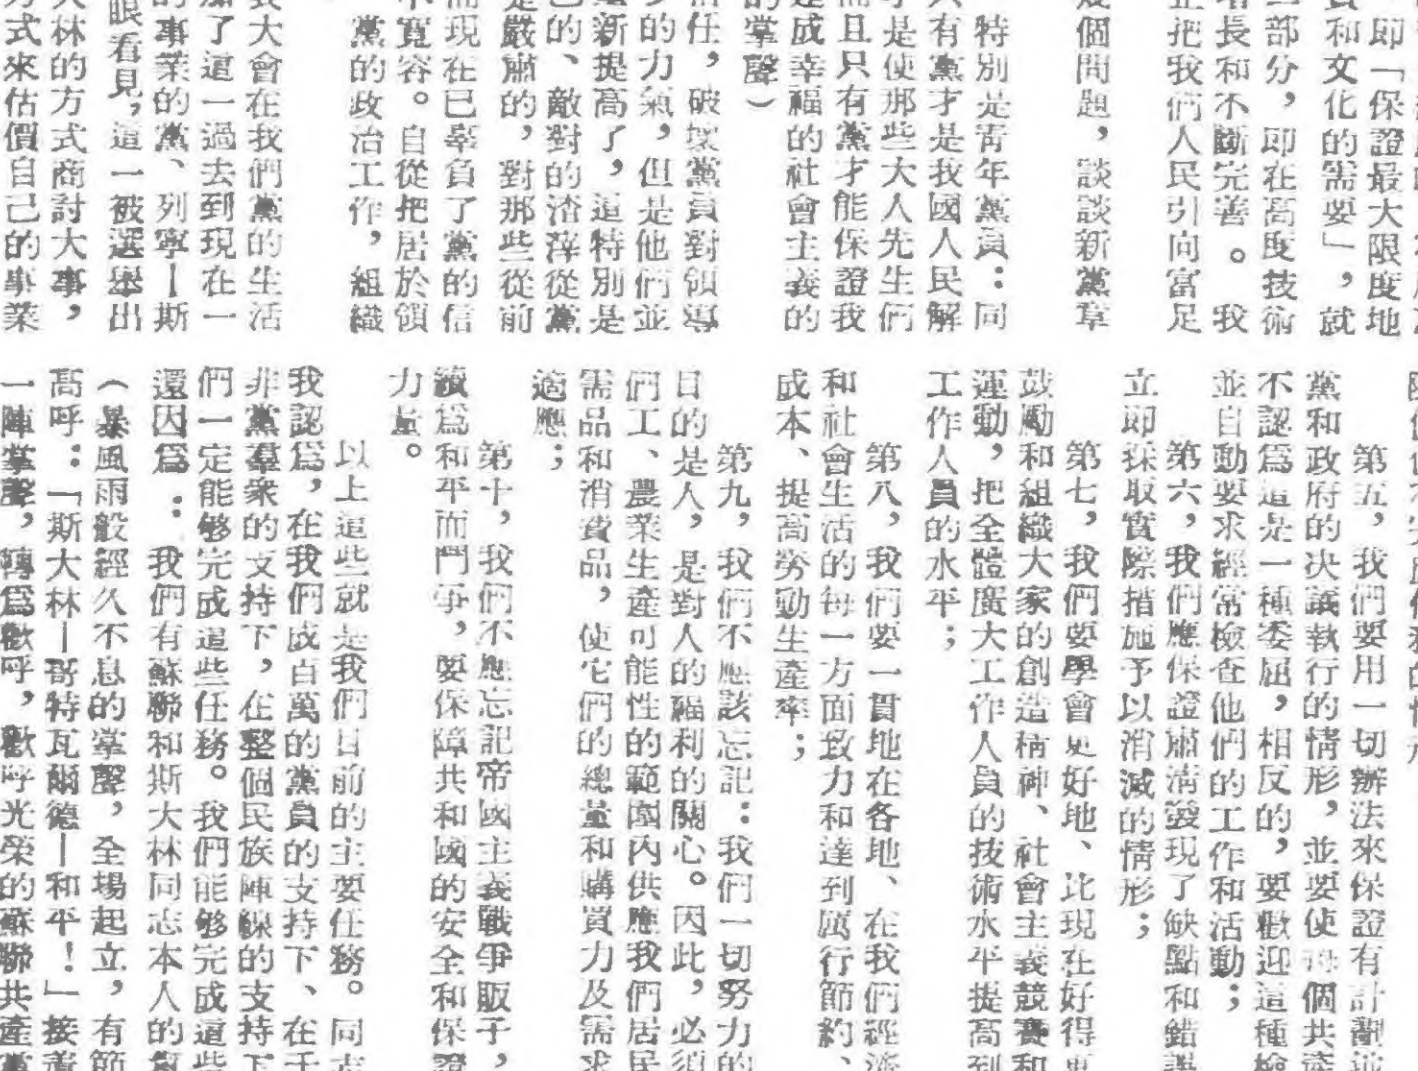 即「保證最大限度地
和文化的需要」,就
部分,即在高度技術
長和不斷完善。我
把我們人民引向富足
幾個問題,談談新黨章
特別是青年黨員:同
只有黨才是我國人民解
是使那些大人先生們
且只有黨才能保證我
成幸福的社會主義的
的掌聲)
任,破壞黨員對領導
的力氣,但是他們並
新提高了,這特別是
的、敵對的渣滓從黨
是嚴肅的,對那些從前
現在已辜負了黨的信
不寬容。自從把居於領
黨的政治工作,組織
大會在我們黨的生活
了這一過去到現在一
的事業的黨、列寧—斯
眼看見,這一被選舉出
大林的方式商討大事,
方式來估價自己的事業
第五,我們要用一切辦法來保證有計劃並
黨和政府的決議執行的情形,並要使每個共產
不認爲這是一種委屈,相反的,要歡迎這種檢
並自動要求經常檢查他們的工作和活動;
第六,我們應保證肅清發現了缺點和錯誤
立即採取實際措施予以消滅的情形;
第七,我們要學會更好地、比現在好得更
鼓勵和組織大家的創造精神、社會主義競賽和
運動,把全體廣大工作人員的技術水平提高到
工作人員的水平;
第八,我們要一貫地在各地、在我們經濟
和社會生活的每一方面致力和達到厲行節約、
成本、提高勞動生產率;
第九,我們不應該忘記:我們一切努力的
目的是人,是對人的福利的關心。因此,必須
們工、農業生產可能性的範圍內供應我們居民
需品和消費品,使它們的總量和購買力及需求
適應;
第十,我們不應忘記帝國主義戰爭販子,
續爲和平而鬥爭,要保障共和國的安全和保證
力量。
以上這些就是我們目前的主要任務。同志
我認爲,在我們成百萬的黨員的支持下、在千
非黨羣衆的支持下,在整個民族陣線的支持下
們一定能够完成這些任務。我們能够完成這些
還因爲:我們有蘇聯和斯大林同志本人的
(暴風雨般經久不息的掌聲,全場起立,有節
高呼:「斯大林—哥特瓦爾德—和平!」接着
一陣掌聲,轉爲歡呼,歡呼光榮的蘇聯共產黨